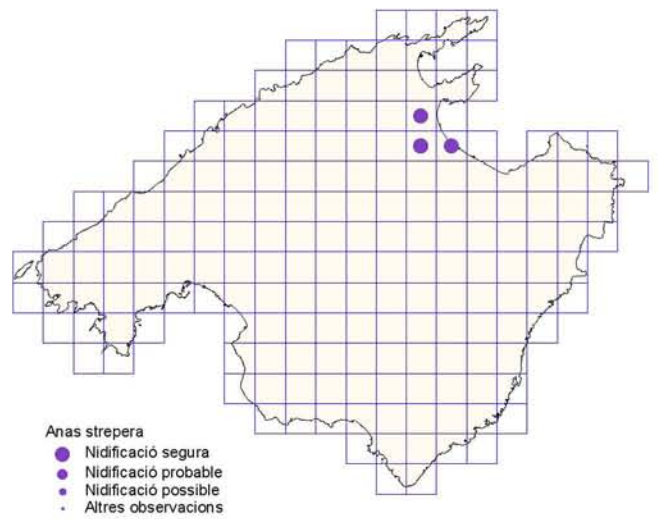 Anas strepera
Nidificació segura
Nidificació probable
Nidificació possible
Altres observacions